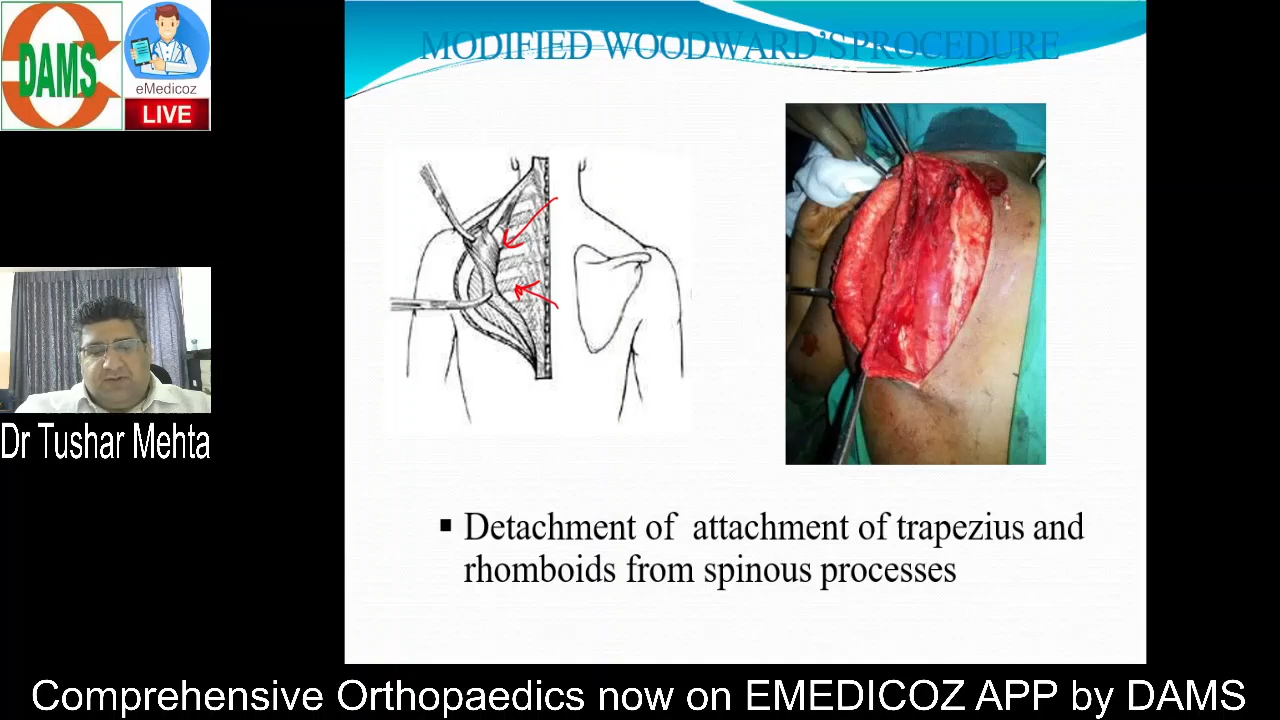 DAMS
eMedicoz
LIVE
MODIFIED WOODWARD'S PROCEDURE
Dr Tushar Mehta
▪ Detachment of attachment of trapezius and
rhomboids from spinous processes
Comprehensive Orthopaedics now on EMEDICOZ APP by DAMS